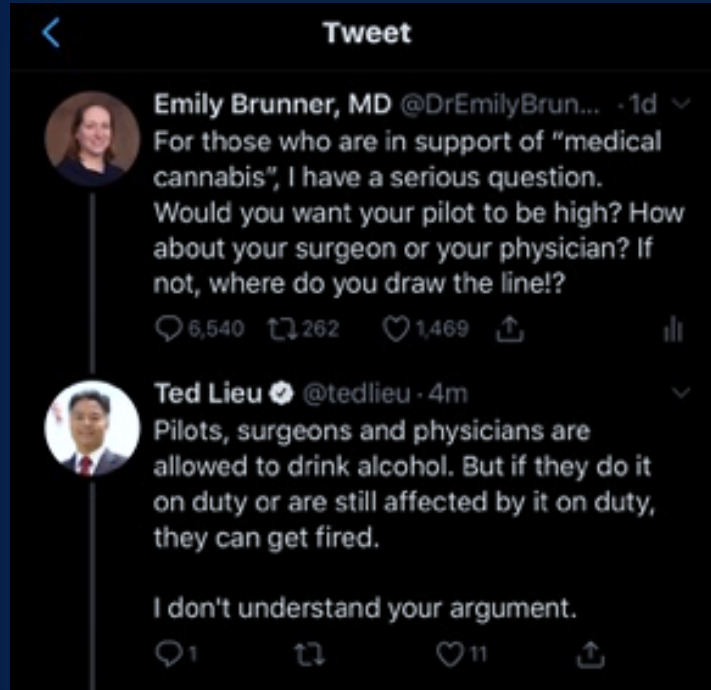 Tweet
Emily Brunner, MD @DrEmilyBrun... · 1d
For those who are in support of "medical
cannabis", I have a serious question.
Would you want your pilot to be high? How
about your surgeon or your physician? If
not, where do you draw the line!?
6,540 262 1,469
Ted Lieu @tedlieu · 4m
Pilots, surgeons and physicians are
allowed to drink alcohol. But if they do it
on duty or are still affected by it on duty,
they can get fired.
I don't understand your argument.
1 11